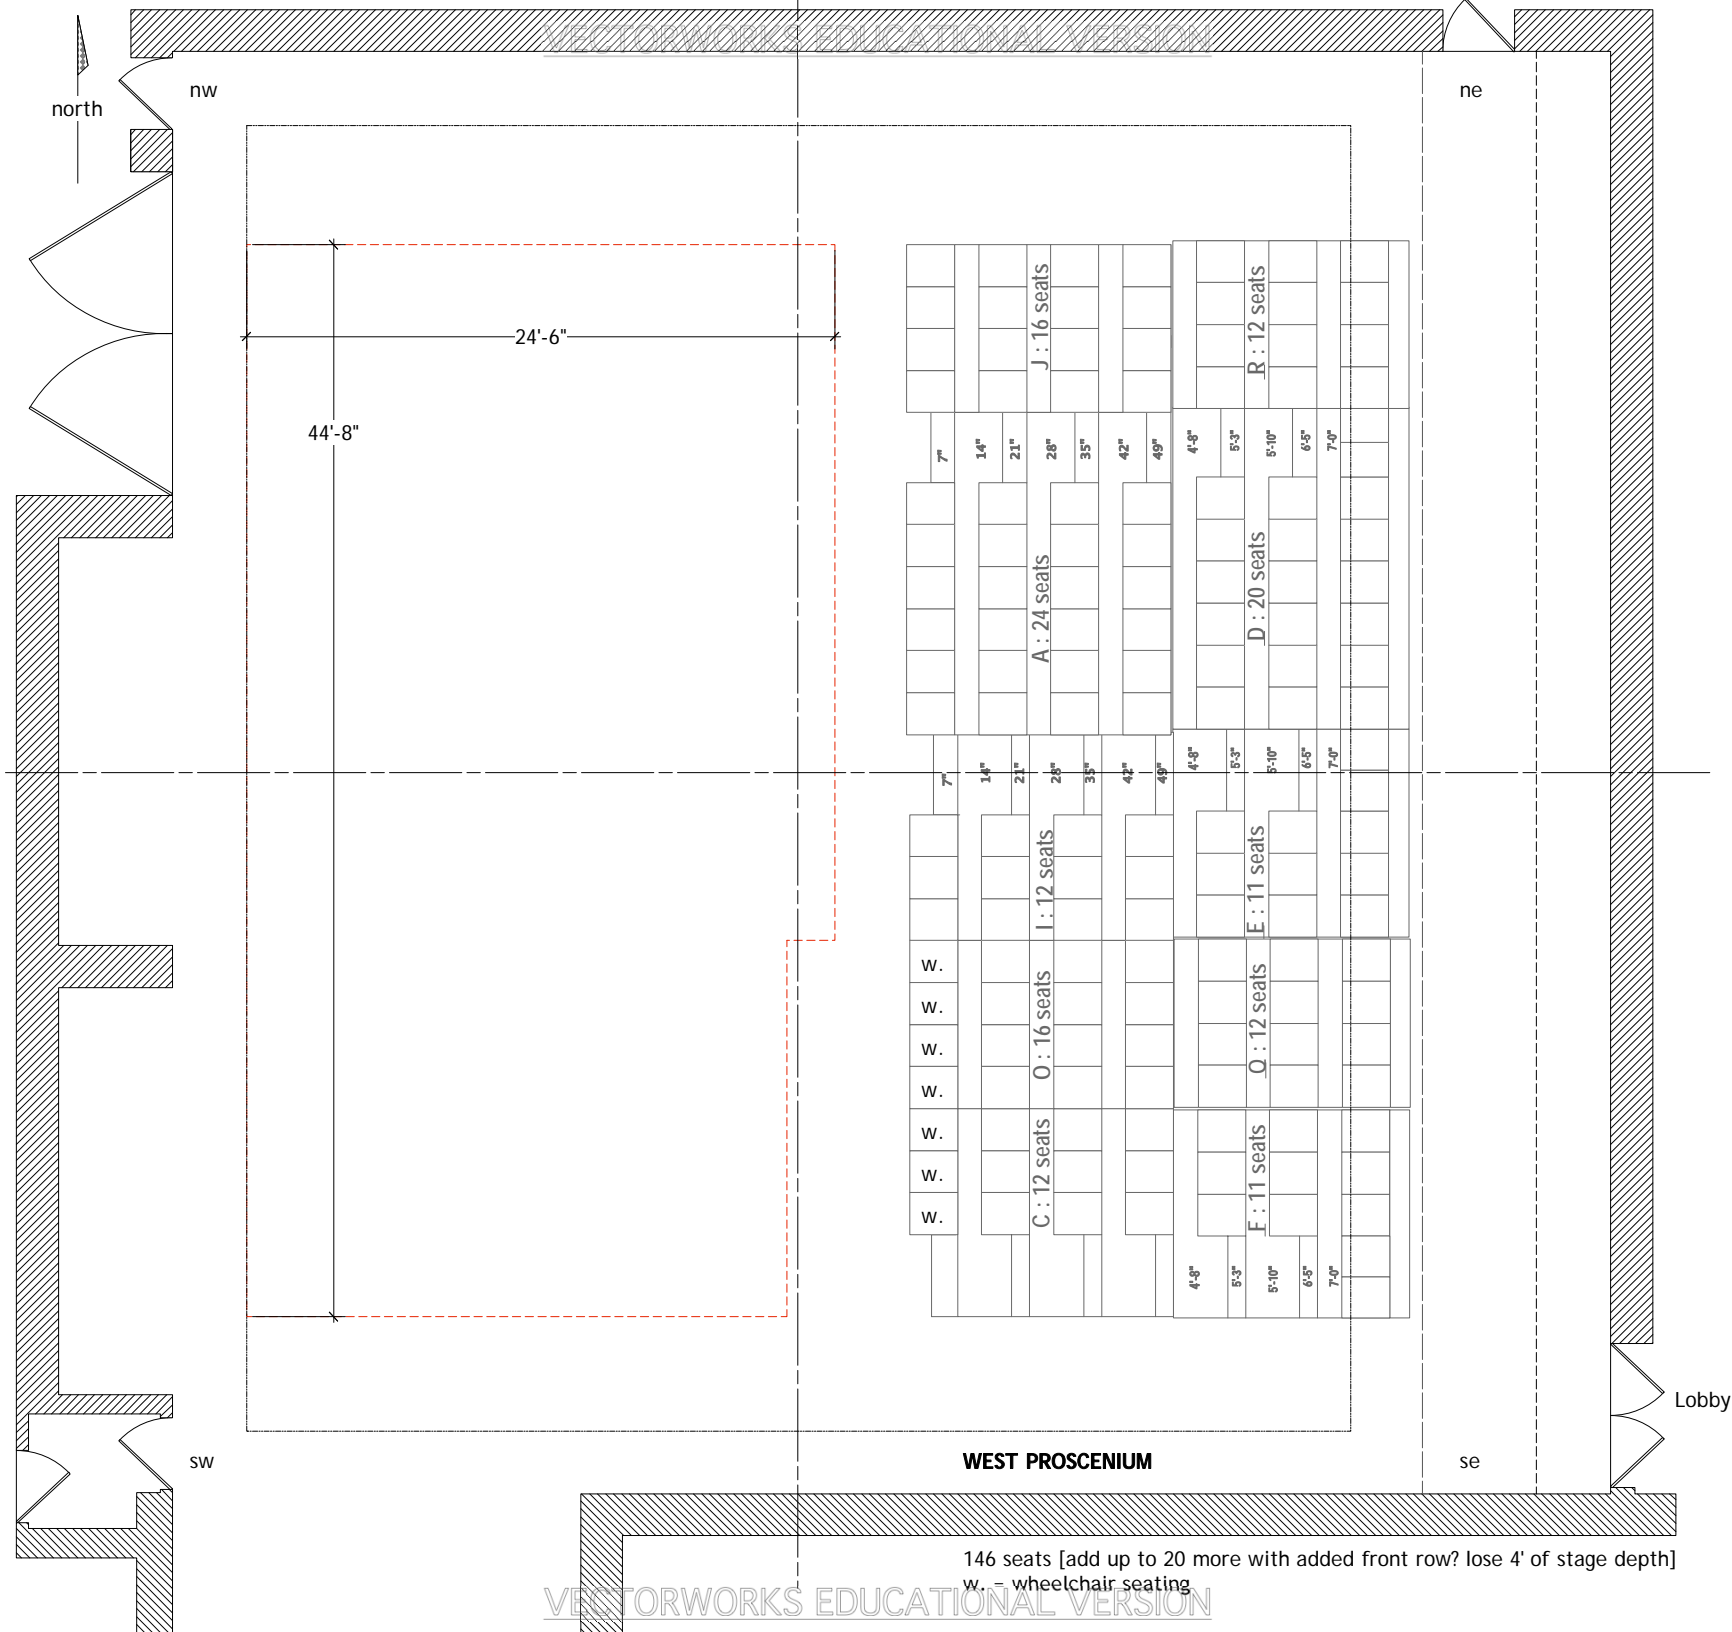 VECTORWORKS EDUCATIONAL VERSION
north
nw
ne
24'-6"
44'-8"
J : 16 seats
R : 12 seats
7" 14" 21" 28" 35" 42" 49" 4'-8" 5'-3" 5'-10" 6'-5" 7'-0"
A : 24 seats
D : 20 seats
7" 14" 21" 28" 35" 42" 49" 4'-8" 5'-3" 5'-10" 6'-5" 7'-0"
I : 12 seats
E : 11 seats
w.
w.
w.
w.
O : 16 seats
Q : 12 seats
w.
w.
w.
C : 12 seats
F : 11 seats
4'-8" 5'-3" 5'-10" 6'-5" 7'-0"
Lobby
sw
WEST PROSCENIUM
se
146 seats [add up to 20 more with added front row? lose 4' of stage depth]
w. - wheelchair seating
VECTORWORKS EDUCATIONAL VERSION